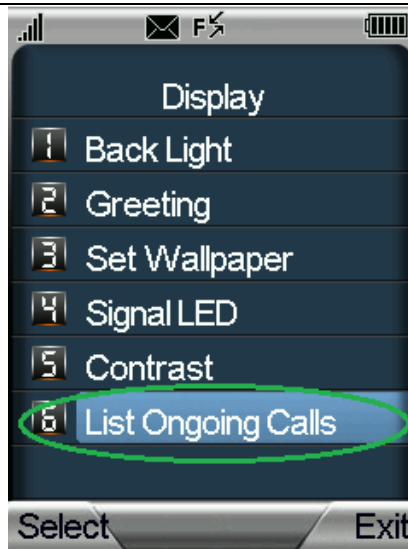 F
Display
1 Back Light
2 Greeting
3 Set Wallpaper
4 Signal LED
5 Contrast
6 List Ongoing Calls
Select Exit